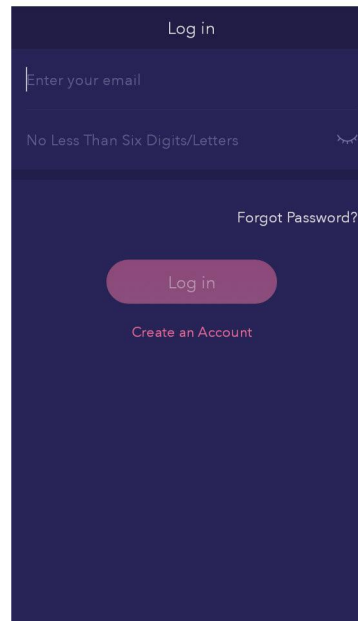 Log in
Enter your email
No Less Than Six Digits/Letters
Forgot Password?
Log in
Create an Account